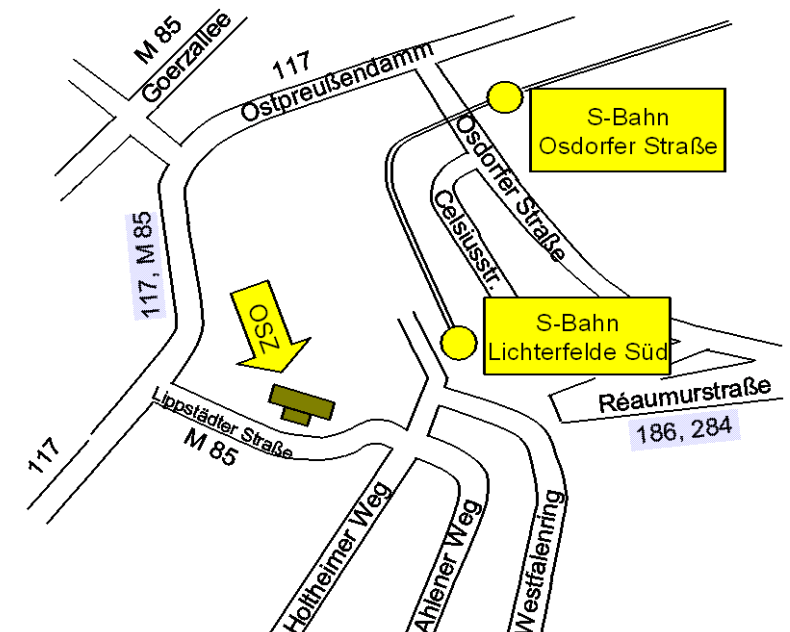 M 85
Goerzallee
117
Ostpreußendamm
S-Bahn
Osdorfer Straße
Osdorfer Straße
Celsiusstr.
117, M 85
OSZ
S-Bahn
Lichterfelde Süd
Réaumurstraße
186, 284
Lippstädter Straße
M 85
117
Holtheimer Weg
Ahlener Weg
Westfalenring